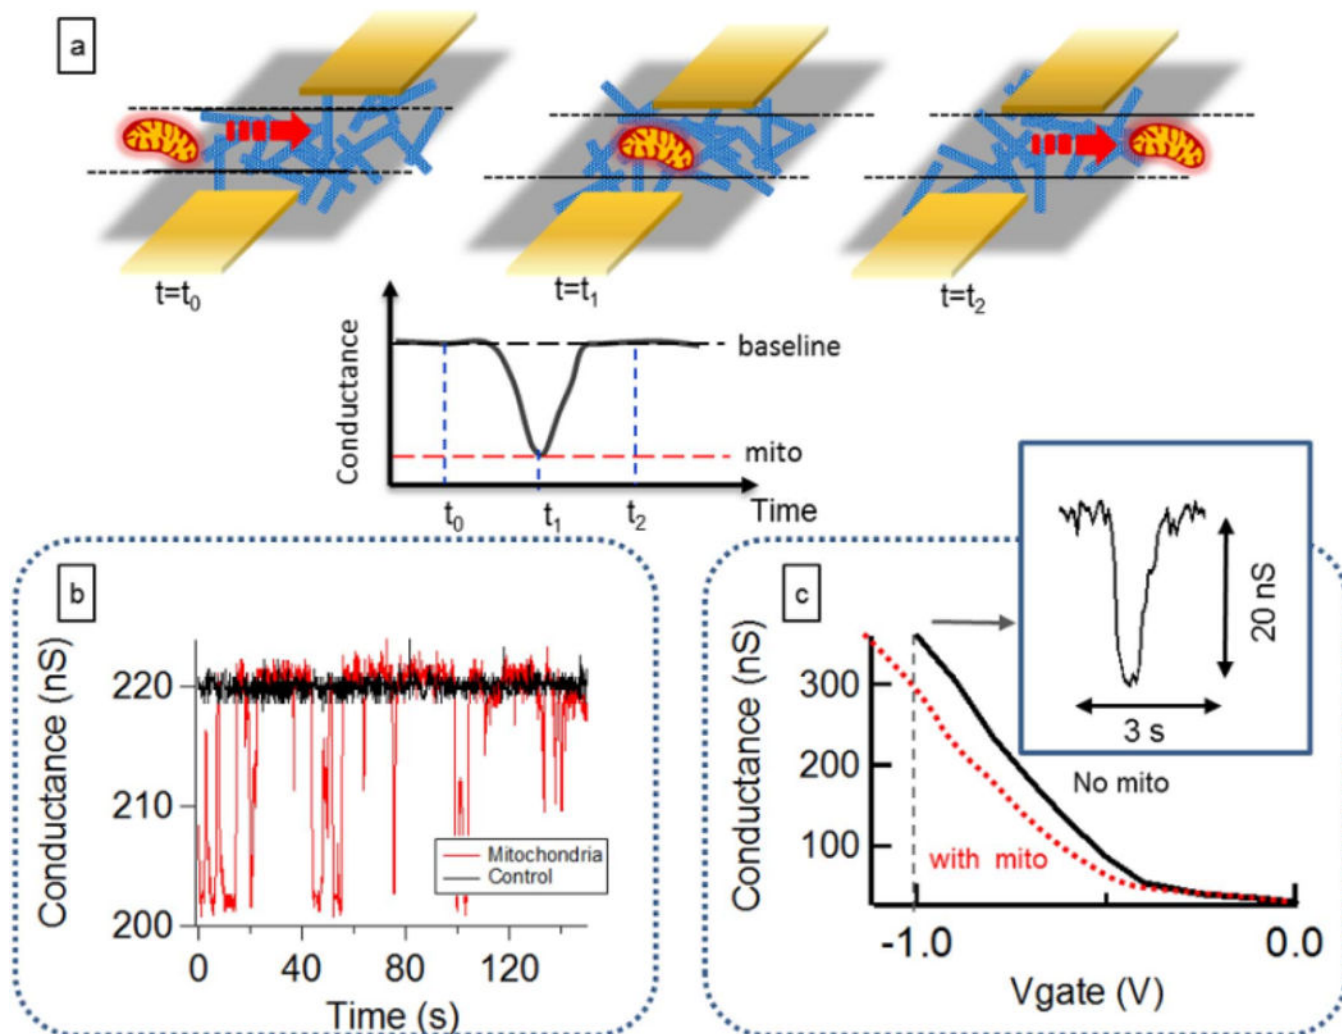 a
t=t0
t=t1
t=t2
Conductance
baseline
mito
t0
t1
t2
Time
b
Conductance (nS)
220
210
200
Mitochondria
Control
0
40
80
120
Time (s)
c
Conductance (nS)
300
200
100
20 nS
3 s
No mito
with mito
-1.0
0.0
Vgate (V)